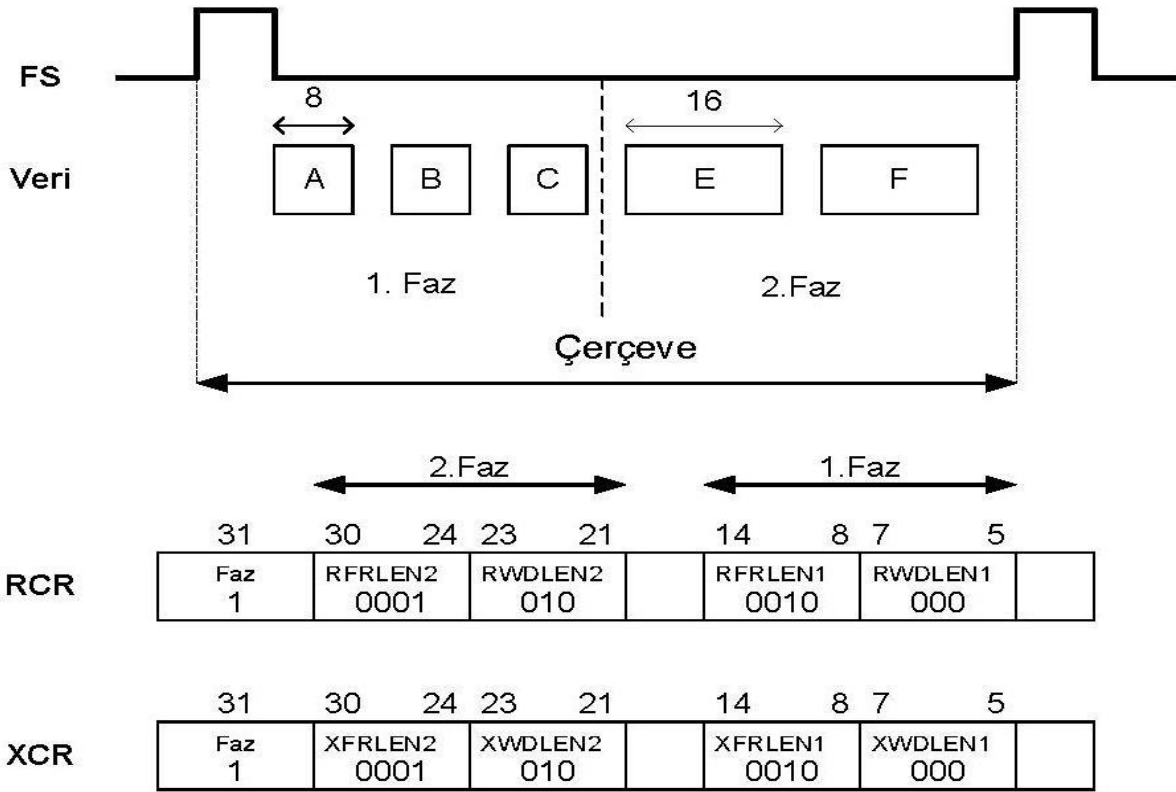 FS
8
16
Veri
A B C E F
1. Faz 2.Faz
Çerçeve
2.Faz 1.Faz
31 30 24 23 21 14 8 7 5
RCR
Faz RFRLEN2 RWDLEN2 RFRLEN1 RWDLEN1
1 0001 010 0010 000
31 30 24 23 21 14 8 7 5
XCR
Faz XFRLEN2 XWDLEN2 XFRLEN1 XWDLEN1
1 0001 010 0010 000